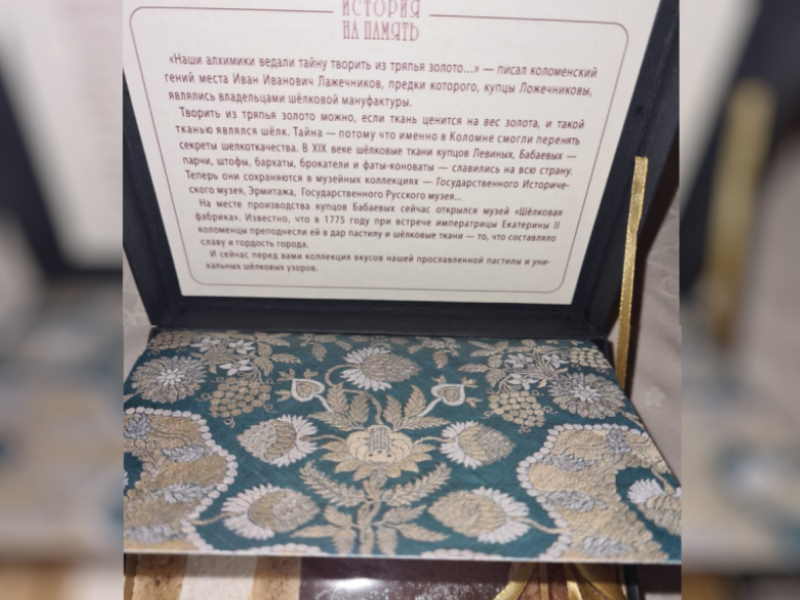 ИСТОРИЯ
НА ПАМЯТЬ
«Наши алхимики ведали тайну творить из тряпья золото...» — писал коломенский
гений места Иван Иванович Лажечников, предки которого, купцы Ложечниковы,
являлись владельцами шёлковой мануфактуры.
Творить из тряпья золото можно, если ткань ценится на вес золота, и такой
тканью являлся шёлк. Тайна — потому что именно в Коломне смогли перенять
секреты шелкоткачества. В XIX веке шёлковые ткани купцов Левиных, Бабаевых —
парчи, штофы, бархаты, брокатели и фаты-коноваты — славились на всю страну.
Теперь они сохраняются в музейных коллекциях — Государственного Историче-
ского музея, Эрмитажа, Государственного Русского музея...
На месте производства купцов Бабаевых сейчас открылся музей «Шёлковая
фабрика». Известно, что в 1775 году при встрече императрицы Екатерины II
коломенцы преподнесли ей в дар пастилу и шёлковые ткани — то, что составляло
славу и гордость города.
И сейчас перед вами коллекция вкусов нашей прославленной пастилы и уни-
кальных шёлковых узоров.